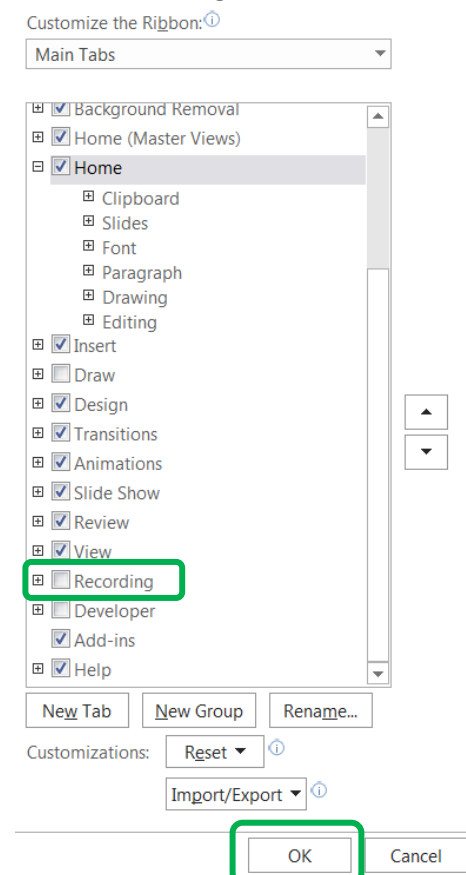 Customize the Ribbon:
Main Tabs
Background Removal
Home (Master Views)
Home
Clipboard
Slides
Font
Paragraph
Drawing
Editing
Insert
Draw
Design
Transitions
Animations
Slide Show
Review
View
Recording
Developer
Add-ins
Help
New Tab New Group Rename...
Customizations: Reset
Import/Export
OK Cancel